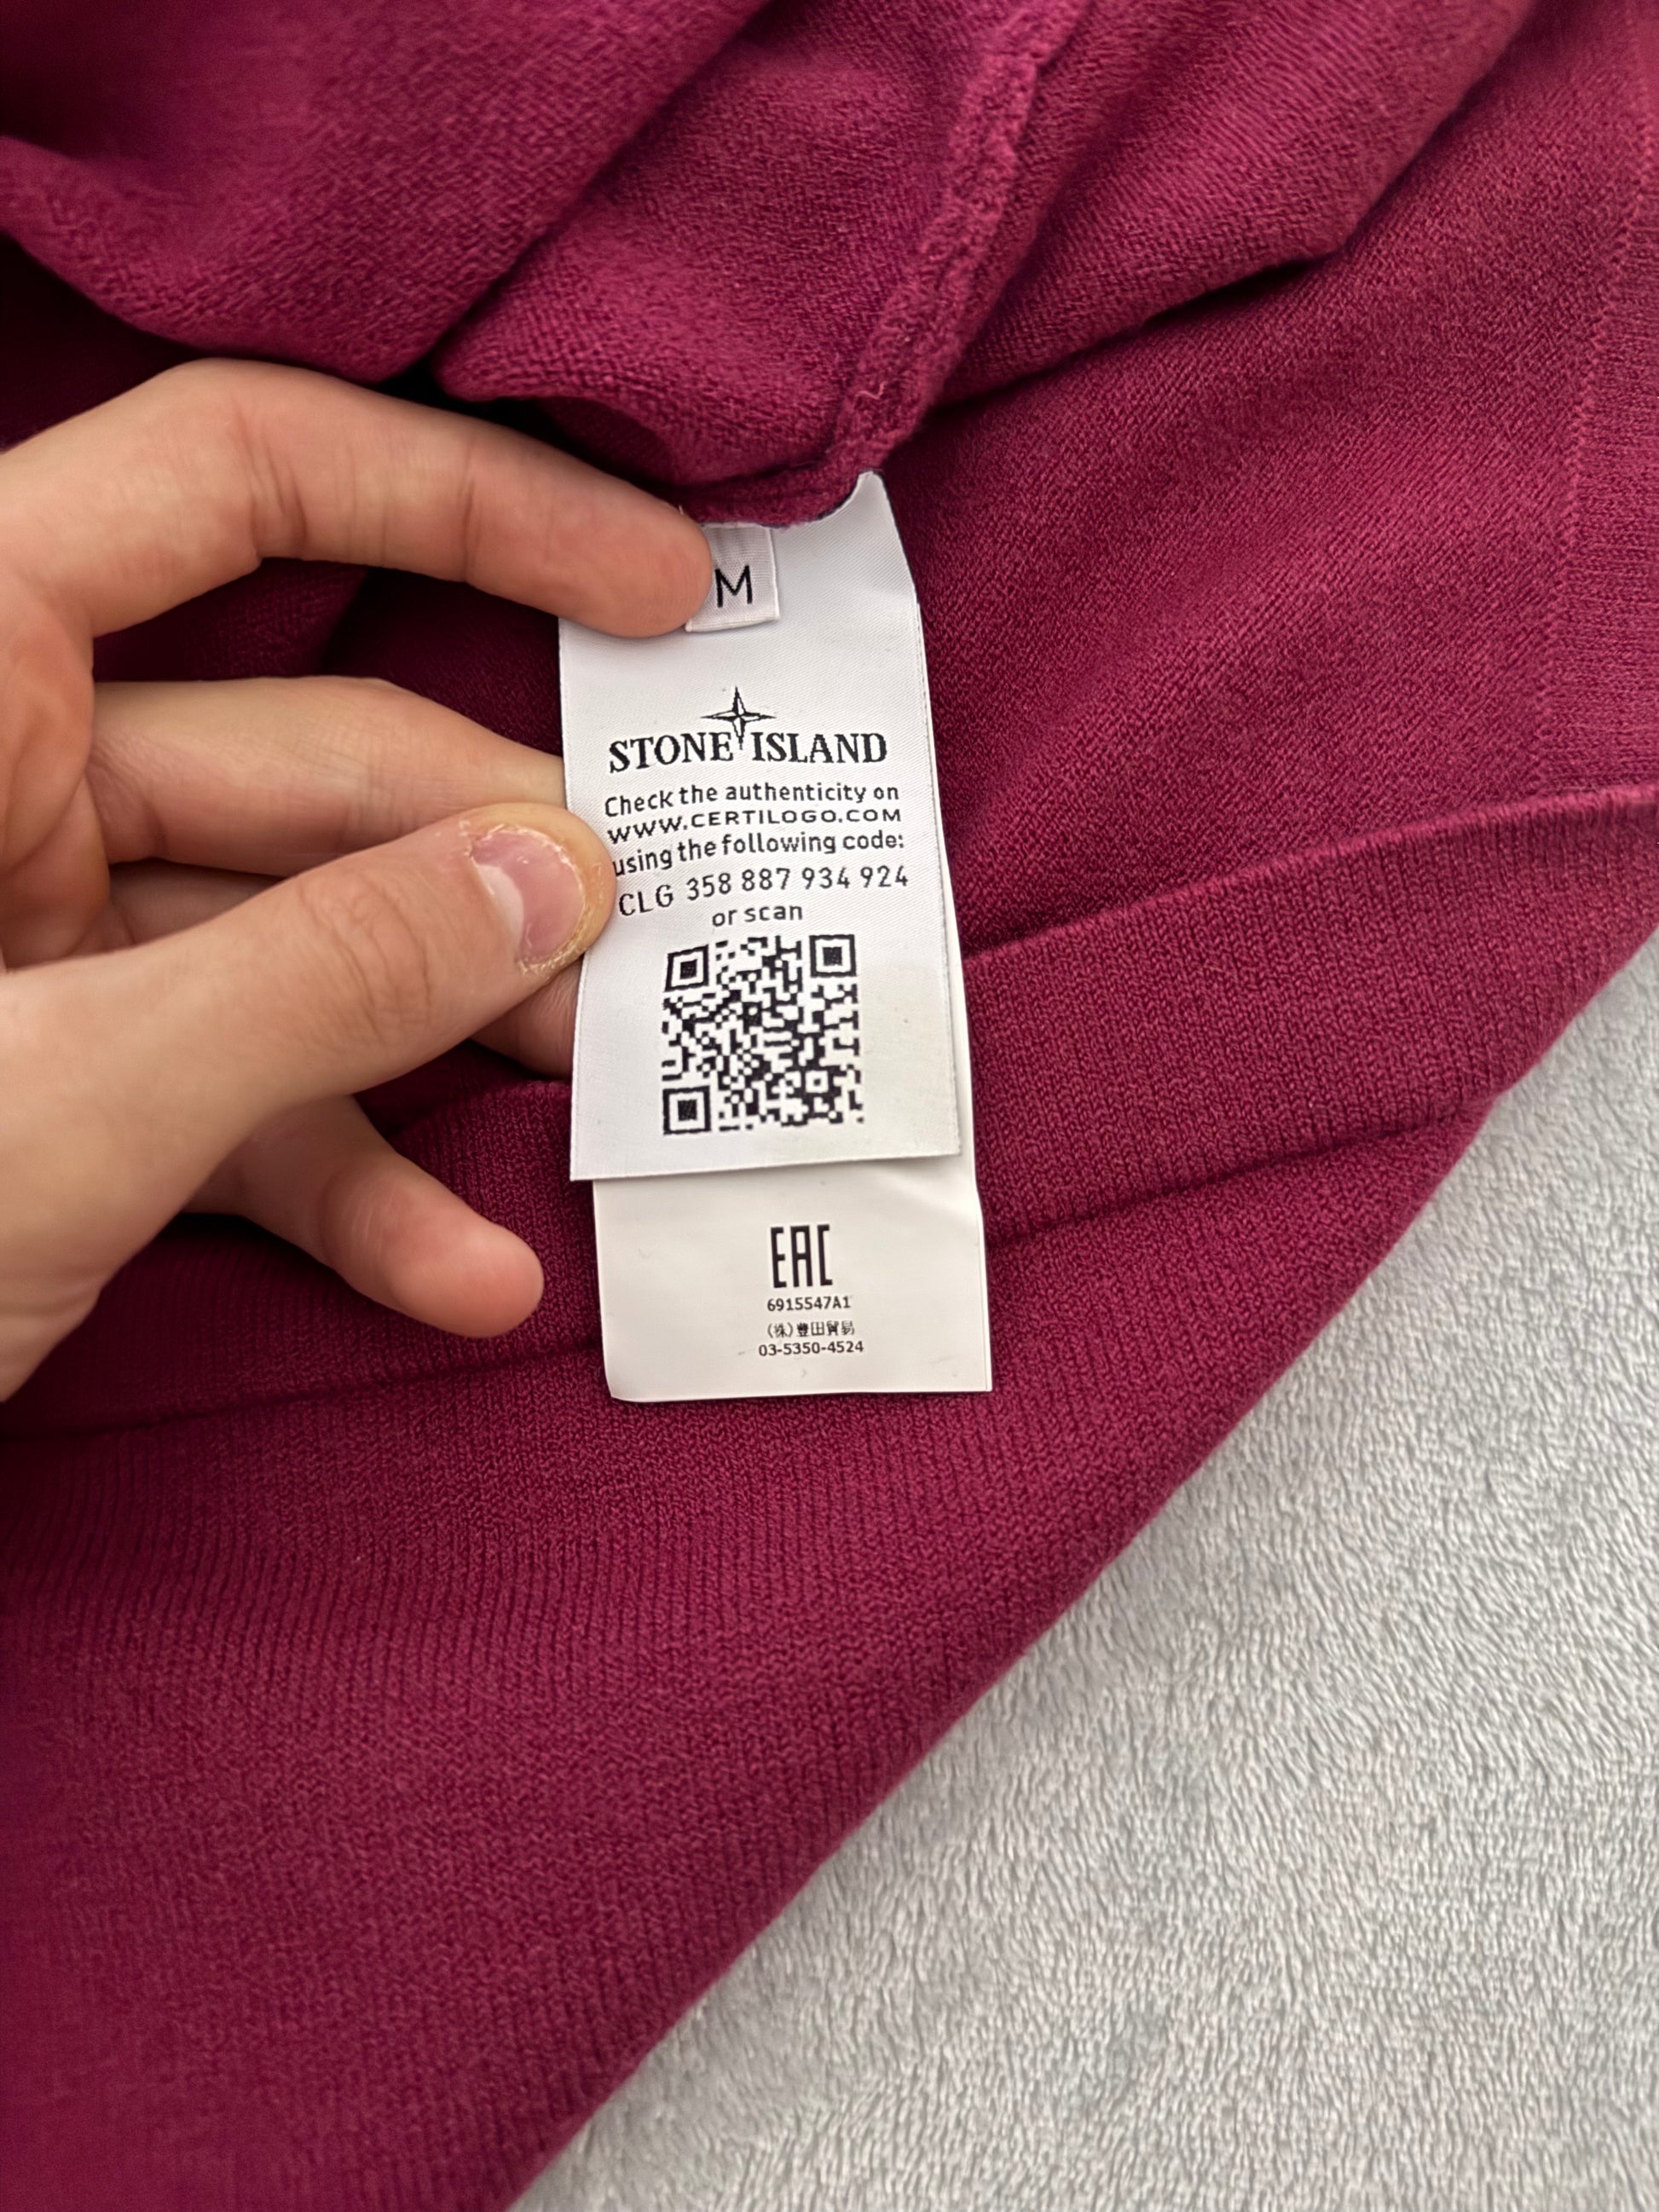 M
STONE ISLAND
Check the authenticity on
WWW.CERTILOGO.COM
using the following code:
CLG 358 887 934 924
or scan
EAC
6915547A1
(株)豊田貿易
03-5350-4524